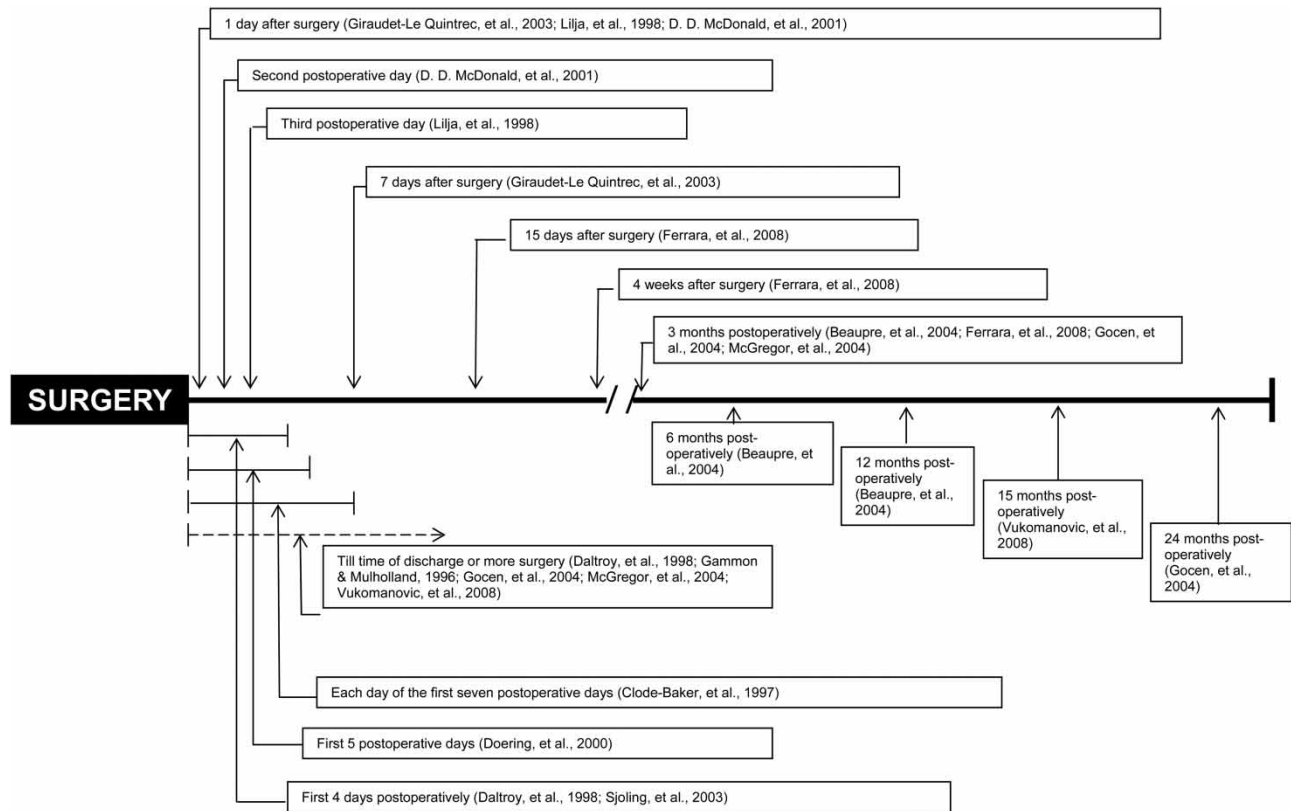 1 day after surgery (Giraudet-Le Quintrec, et al., 2003; Lilja, et al., 1998; D. D. McDonald, et al., 2001)
Second postoperative day (D. D. McDonald, et al., 2001)
Third postoperative day (Lilja, et al., 1998)
7 days after surgery (Giraudet-Le Quintrec, et al., 2003)
15 days after surgery (Ferrara, et al., 2008)
4 weeks after surgery (Ferrara, et al., 2008)
3 months postoperatively (Beaupre, et al., 2004; Ferrara, et al., 2008; Gocen, et
al., 2004; McGregor, et al., 2004)
SURGERY
6 months post-
operatively (Beaupre, et
al., 2004)
12 months post-
operatively
(Beaupre, et al.,
2004)
15 months post-
operatively
(Vukomanovic, et al.,
2008)
24 months post-
operatively
(Gocen, et al.,
2004)
Till time of discharge or more surgery (Daltroy, et al., 1998; Gammon
& Mulholland, 1996; Gocen, et al., 2004; McGregor, et al., 2004;
Vukomanovic, et al., 2008)
Each day of the first seven postoperative days (Clode-Baker, et al., 1997)
First 5 postoperative days (Doering, et al., 2000)
First 4 days postoperatively (Daltroy, et al., 1998; Sjoling, et al., 2003)